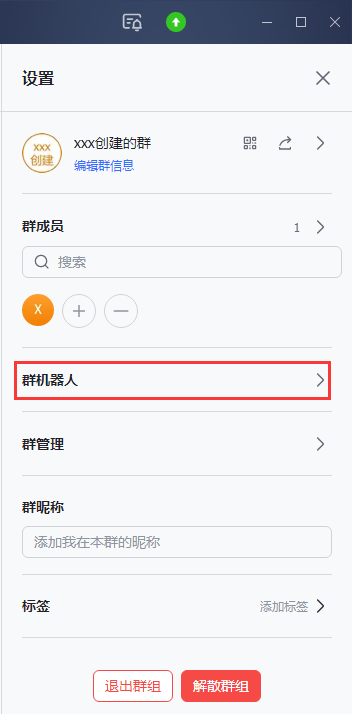 设置
xxx
创建
xxx创建的群
编辑群信息
群成员
1
搜索
X
群机器人
群管理
群昵称
添加我在本群的昵称
标签
添加标签
退出群组
解散群组